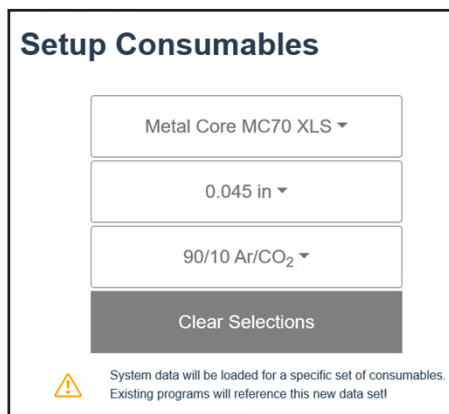 Setup Consumables
Metal Core MC70 XLS
0.045 in
90/10 Ar/CO₂
Clear Selections
System data will be loaded for a specific set of consumables.
Existing programs will reference this new data set!